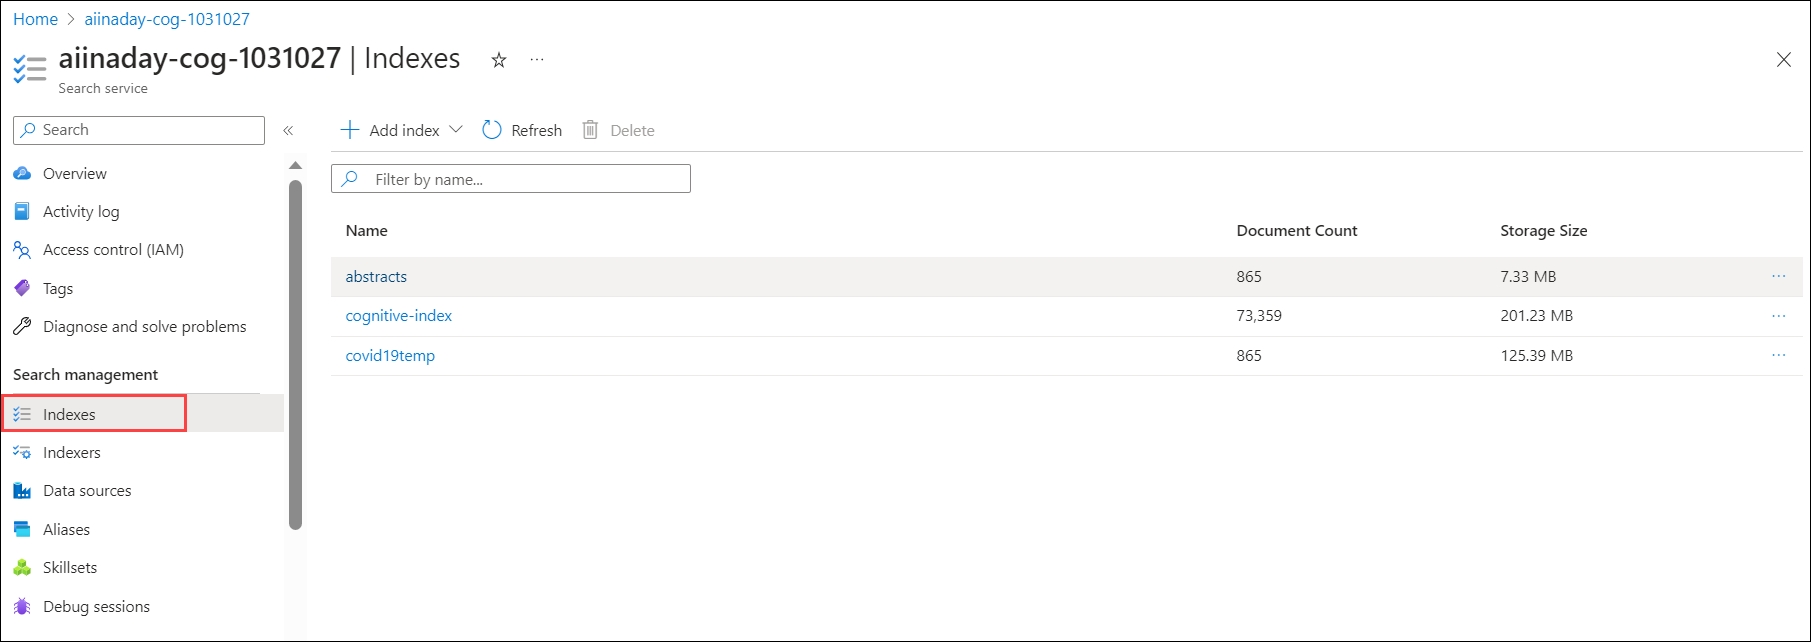 Home > aiinaday-cog-1031027
aiinaday-cog-1031027 | Indexes ☆ ···
Search service
Search «
Overview
Activity log
Access control (IAM)
Tags
Diagnose and solve problems
Search management
Indexes
Indexers
Data sources
Aliases
Skillsets
Debug sessions
Add index Refresh Delete
Filter by name...
Name Document Count Storage Size
abstracts 865 7.33 MB ···
cognitive-index 73,359 201.23 MB ···
covid19temp 865 125.39 MB ···